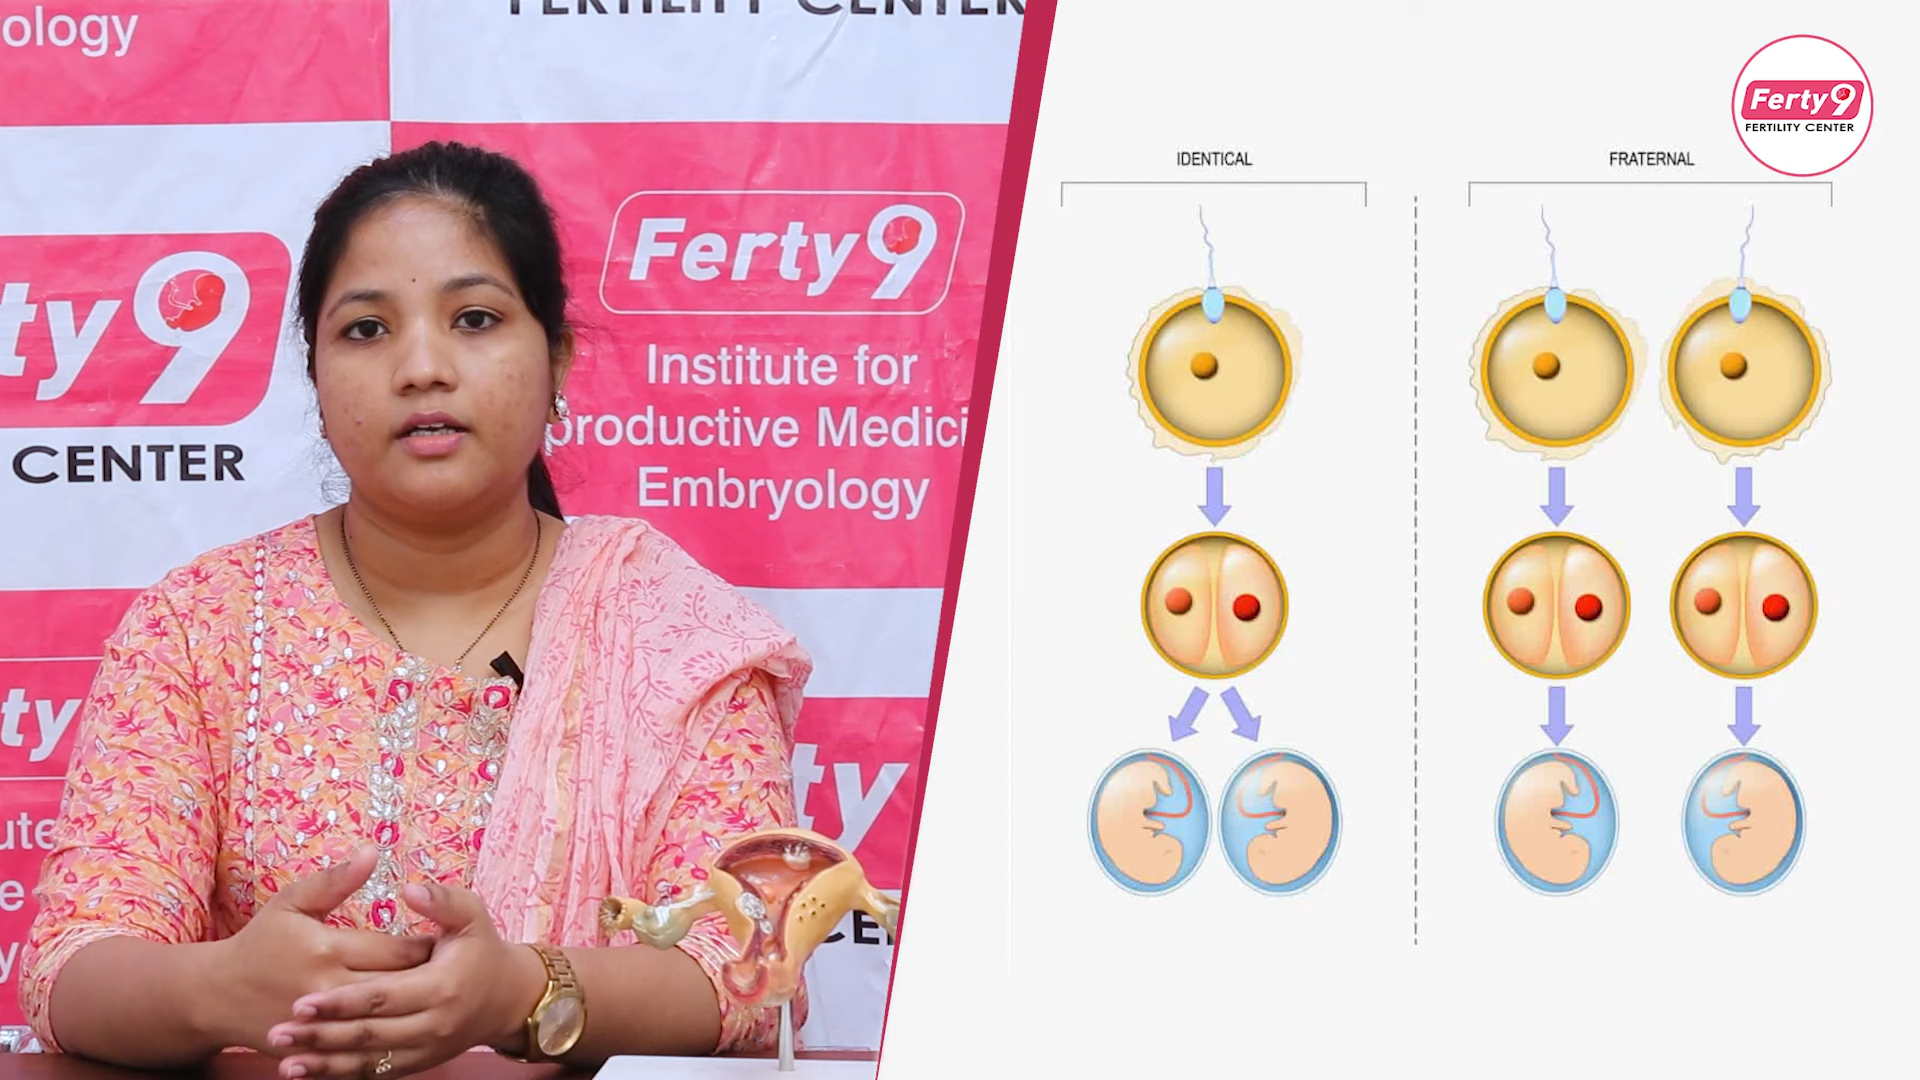 ology
FERTILITY CENTER
Ferty9
Institute for
productive Medici
Embryology
ty9
CENTER
ty
ute
e
y
ty
CE
IDENTICAL
FRATERNAL
Ferty9
FERTILITY CENTER